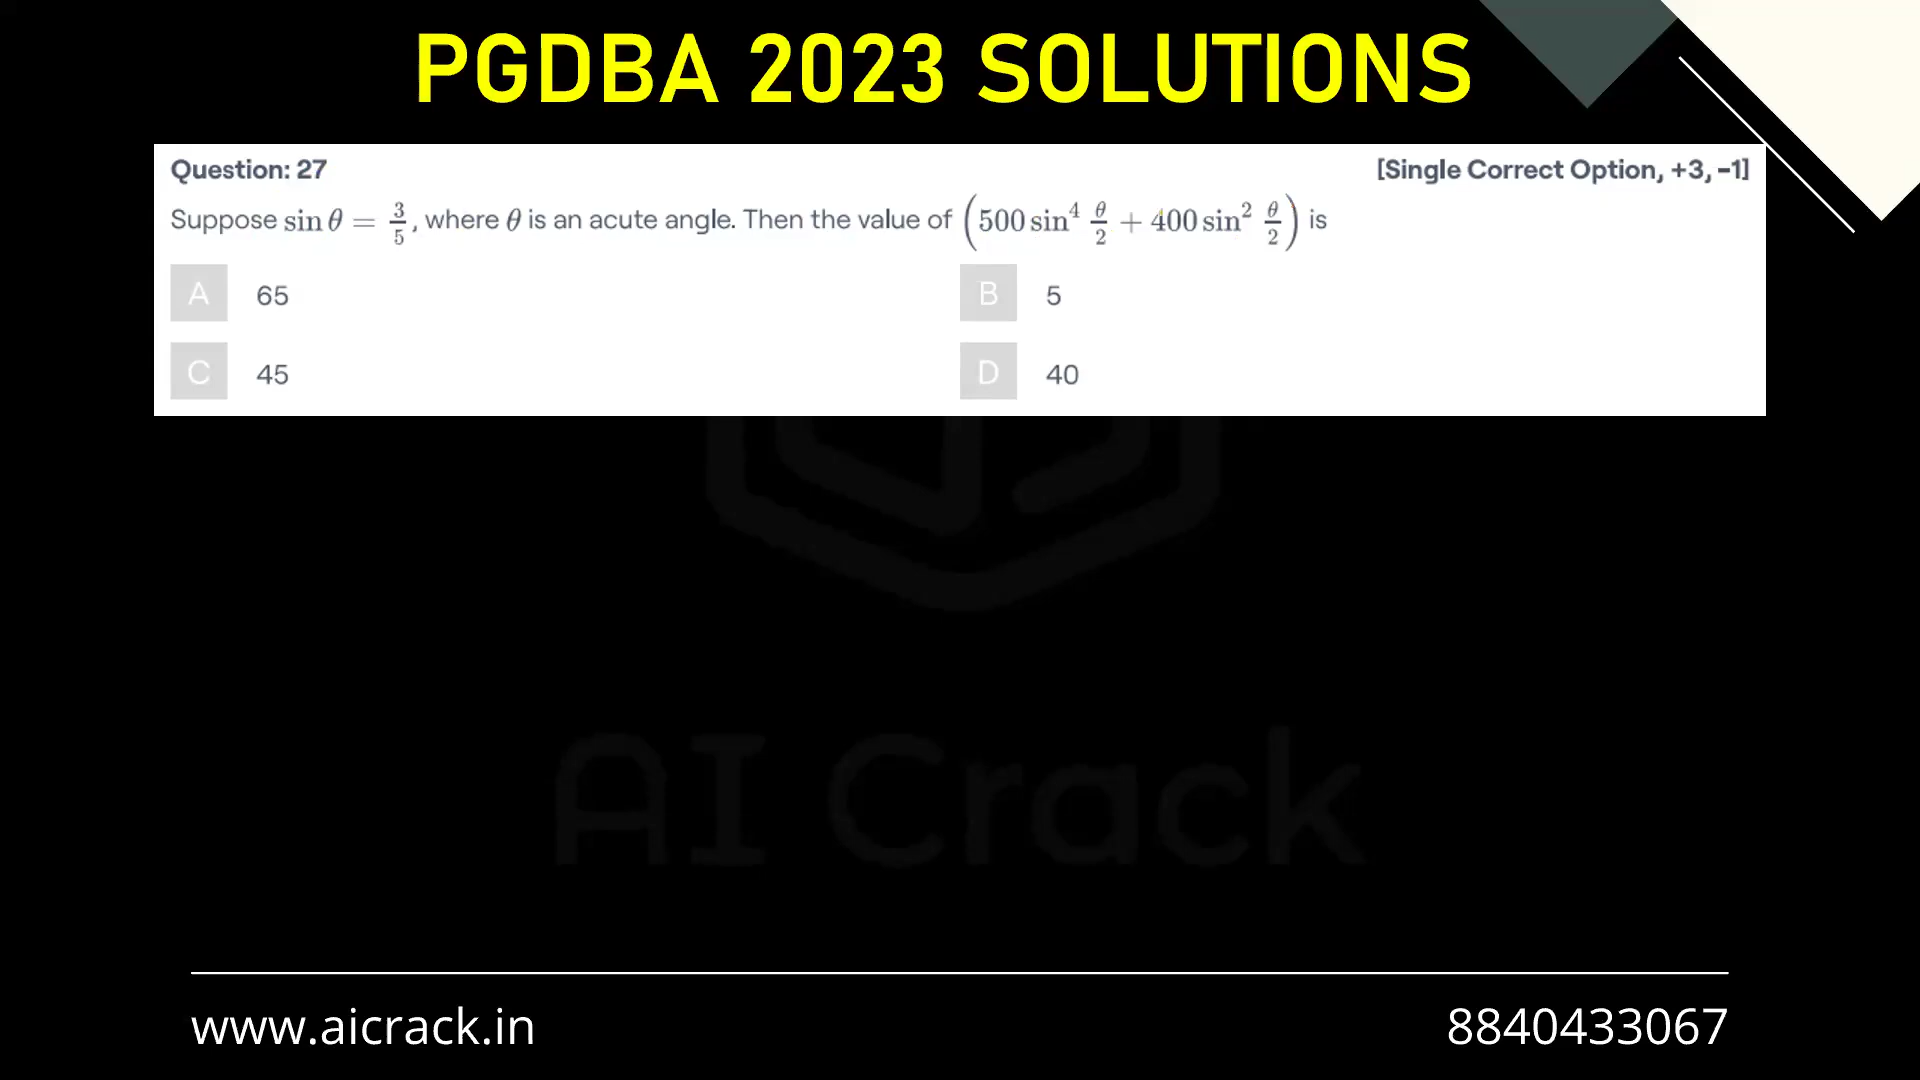 PGDBA 2023 SOLUTIONS
Question: 27 [Single Correct Option, +3, −1]
Suppose sin θ = 3/5, where θ is an acute angle. Then the value of (500 sin⁴ θ/2 + 400 sin² θ/2) is
A 65 B 5
C 45 D 40
AI Crack
www.aicrack.in 8840433067